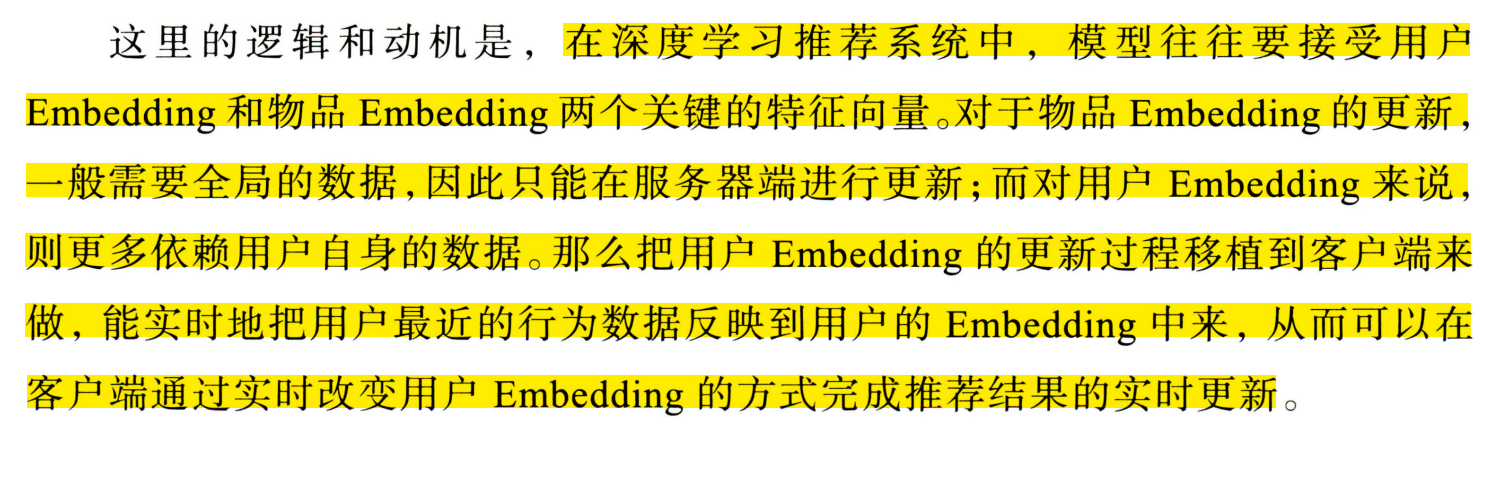 这里的逻辑和动机是，在深度学习推荐系统中，模型往往要接受用户
Embedding 和物品 Embedding 两个关键的特征向量。对于物品 Embedding 的更新，
一般需要全局的数据，因此只能在服务器端进行更新；而对用户 Embedding 来说，
则更多依赖用户自身的数据。那么把用户 Embedding 的更新过程移植到客户端来
做，能实时地把用户最近的行为数据反映到用户的 Embedding 中来，从而可以在
客户端通过实时改变用户 Embedding 的方式完成推荐结果的实时更新。